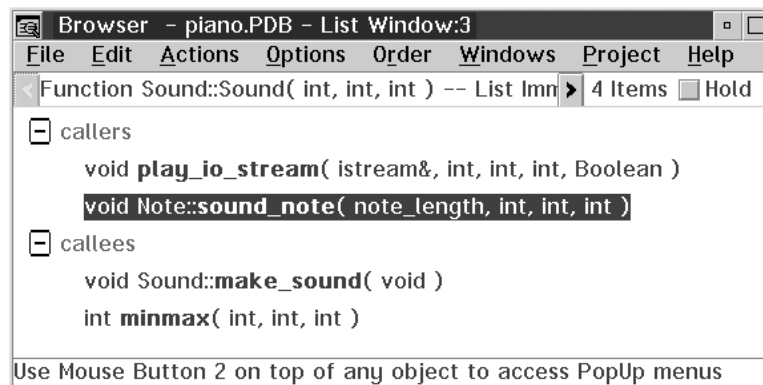 Browser - piano.PDB - List Window:3
File Edit Actions Options Order Windows Project Help
Function Sound::Sound( int, int, int ) -- List Imm 4 Items Hold
callers
void play_io_stream( istream&, int, int, int, Boolean )
void Note::sound_note( note_length, int, int, int )
callees
void Sound::make_sound( void )
int minmax( int, int, int )
Use Mouse Button 2 on top of any object to access PopUp menus